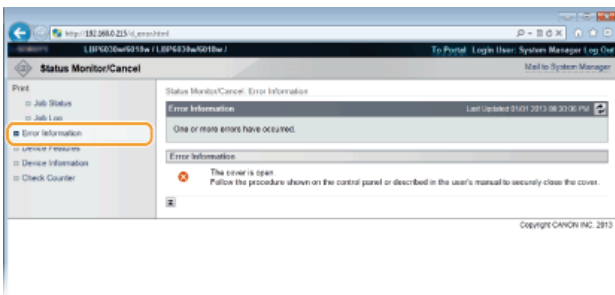 http://192.168.0.215/d_error.html
LBP6030w/6018w / LBP6030w/6018w /
To Portal Login User: System Manager Log Out
Status Monitor/Cancel
Mail to System Manager
Print
Job Status
Job Log
Error Information
Device Features
Device Information
Check Counter
Status Monitor/Cancel: Error Information
Error Information
Last Updated 01/01 2013 08:30:06 PM
One or more errors have occurred.
Error Information
The cover is open.
Follow the procedure shown on the control panel or described in the user's manual to securely close the cover.
Copyright CANON INC. 2013